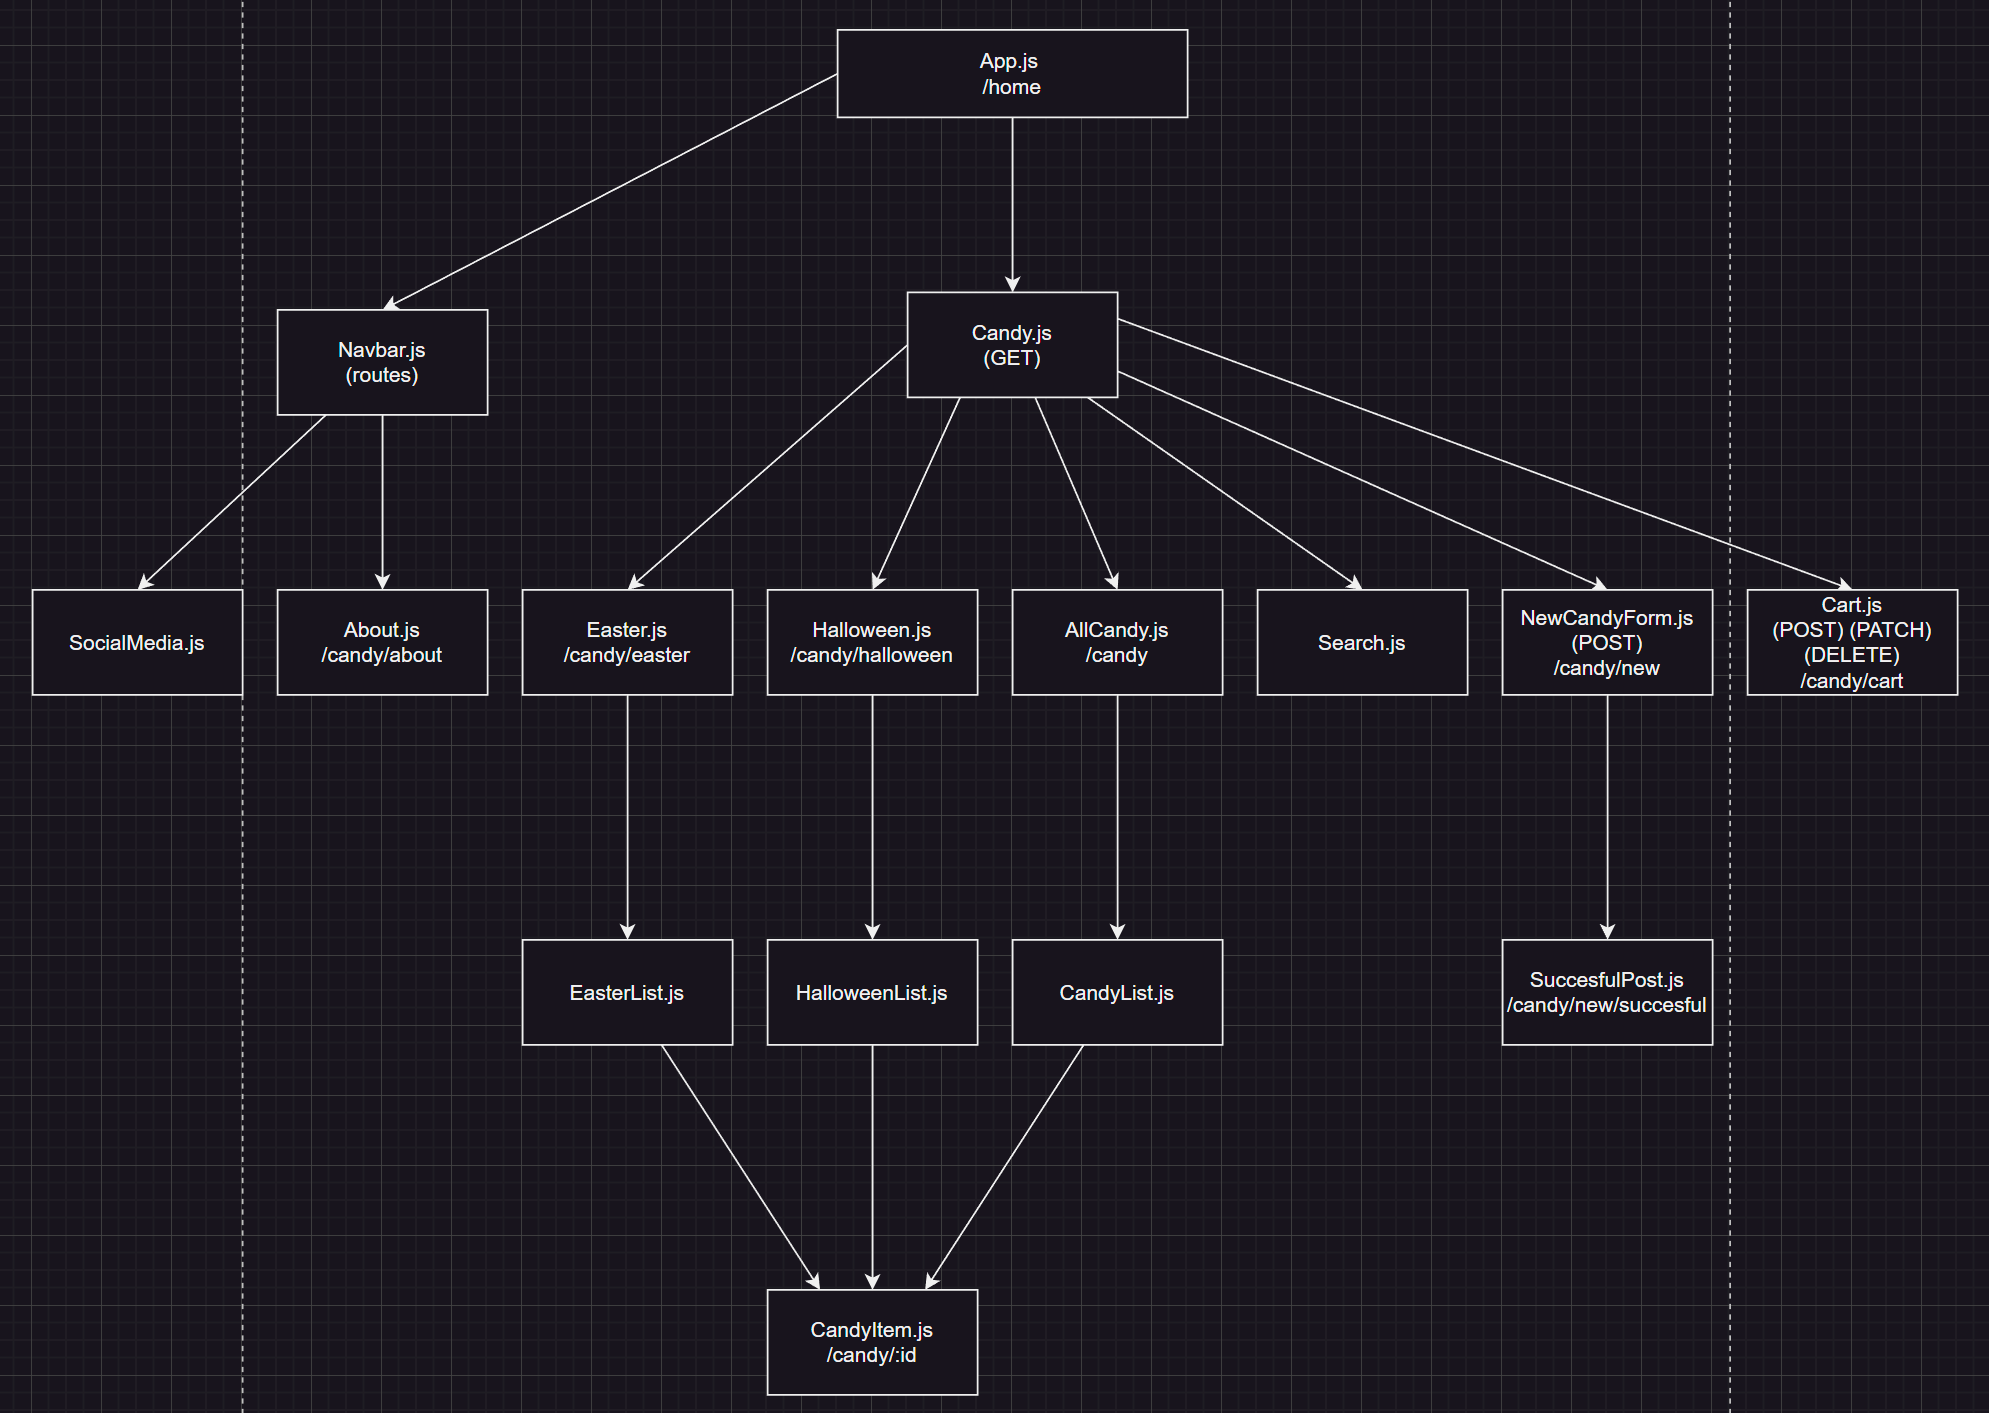 App.js
/home
Navbar.js
(routes)
Candy.js
(GET)
SocialMedia.js
About.js
/candy/about
Easter.js
/candy/easter
Halloween.js
/candy/halloween
AllCandy.js
/candy
Search.js
NewCandyForm.js
(POST)
/candy/new
Cart.js
(POST) (PATCH)
(DELETE)
/candy/cart
EasterList.js
HalloweenList.js
CandyList.js
SuccesfulPost.js
/candy/new/succesful
CandyItem.js
/candy/:id